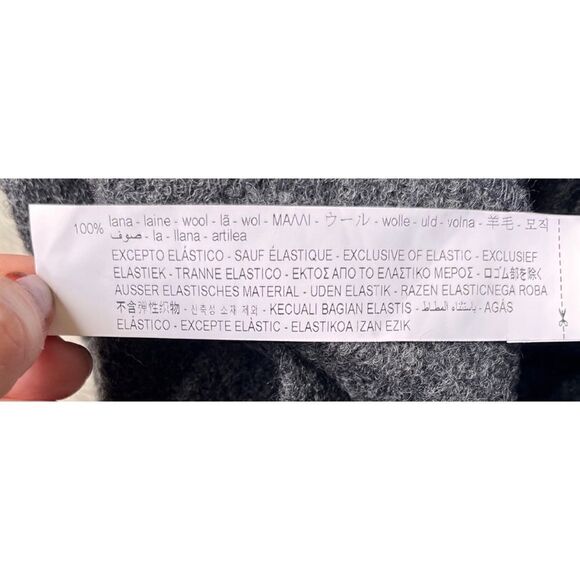 100% lana - laine - wool - lã - wol - ΜΑΛΛΙ - ウール - wolle - uld - volna - 羊毛 - 모직
صوف - la - llana - artilea
EXCEPTO ELÁSTICO - SAUF ÉLASTIQUE - EXCLUSIVE OF ELASTIC - EXCLUSIEF
ELASTIEK - TRANNE ELASTICO - ΕΚΤΟΣ ΑΠΟ ΤΟ ΕΛΑΣΤΙΚΟ ΜΕΡΟΣ - ロゴム部を除く
AUSSER ELASTISCHES MATERIAL - UDEN ELASTIK - RAZEN ELASTICNEGA ROBA
不含弹性织物 - 신축성 소재 제외 - KECUALI BAGIAN ELASTIS - باستثناء المطاط - AGÁS
ELÁSTICO - EXCEPTE ELÀSTIC - ELASTIKOA IZAN EZIK